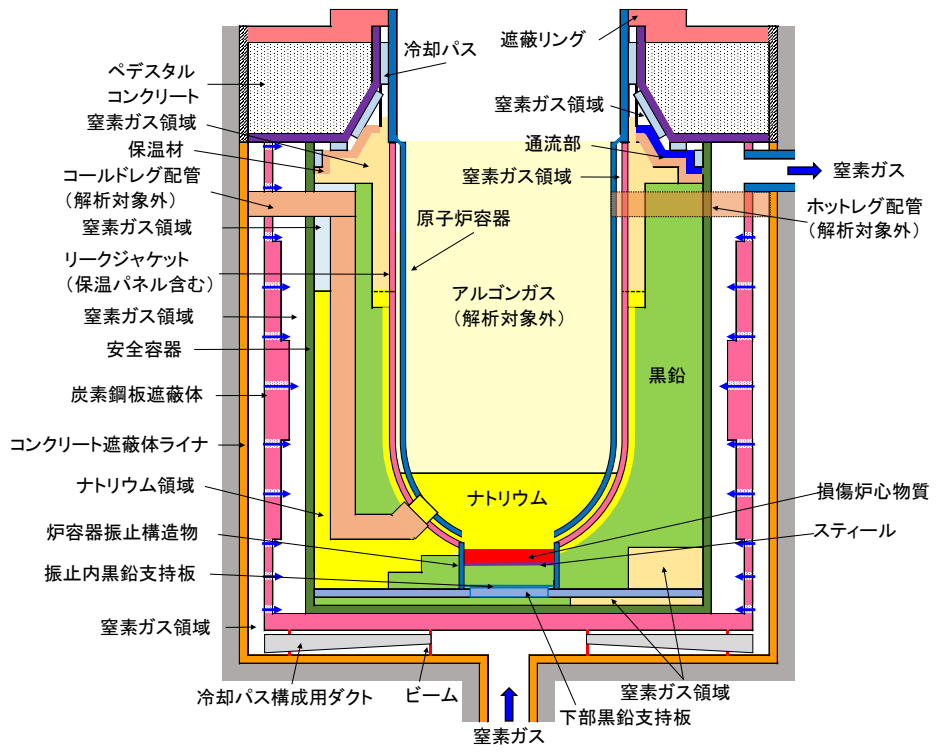 冷却パス
遮蔽リング
ペデスタル
コンクリート
窒素ガス領域
保温材
コールドレグ配管
（解析対象外）
窒素ガス領域
リークジャケット
（保温パネル含む）
窒素ガス領域
安全容器
炭素鋼板遮蔽体
コンクリート遮蔽体ライナ
ナトリウム領域
炉容器振止構造物
振止内黒鉛支持板
窒素ガス領域
冷却パス構成用ダクト
ビーム
窒素ガス
下部黒鉛支持板
窒素ガス領域
原子炉容器
アルゴンガス
（解析対象外）
ナトリウム
黒鉛
窒素ガス領域
通流部
窒素ガス領域
窒素ガス
ホットレグ配管
（解析対象外）
損傷炉心物質
スティール